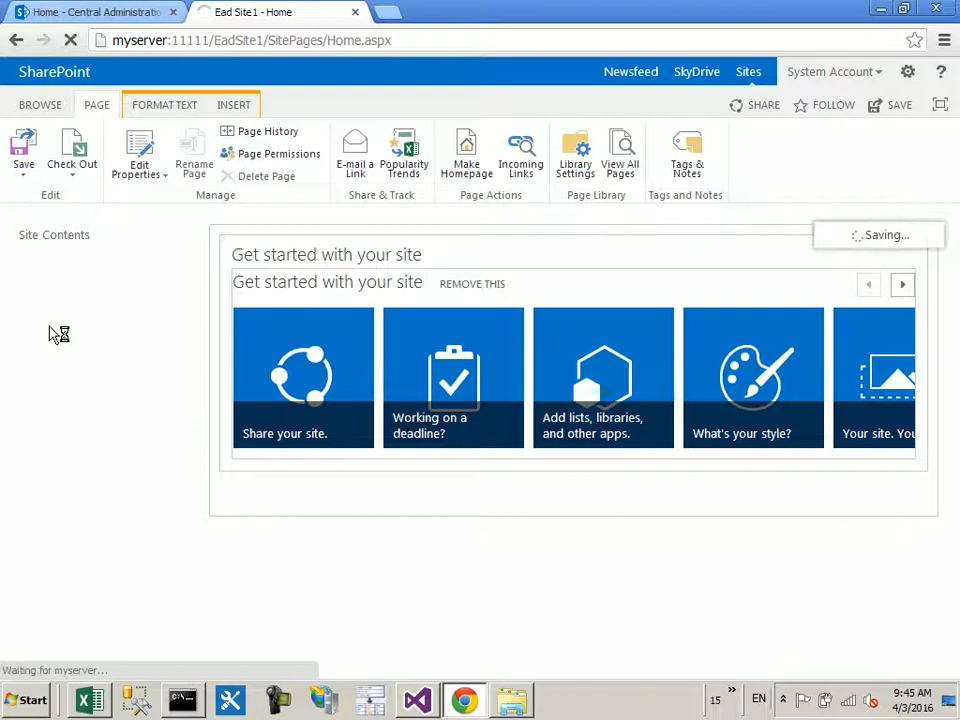 Home - Central Administratio
Ead Site1 - Home
myserver:11111/EadSite1/SitePages/Home.aspx
SharePoint
Newsfeed SkyDrive Sites System Account ?
BROWSE PAGE FORMAT TEXT INSERT SHARE FOLLOW SAVE
Save
Check Out
Edit
Edit Properties
Rename Page
Page History
Page Permissions
Delete Page
Manage
E-mail a Link
Popularity Trends
Share & Track
Make Homepage
Incoming Links
Page Actions
Library Settings
View All Pages
Page Library
Tags & Notes
Tags and Notes
Site Contents
Saving...
Get started with your site
Get started with your site REMOVE THIS
Share your site.
Working on a
deadline?
Add lists, libraries,
and other apps.
What's your style?
Your site. You
Waiting for myserver...
Start
15
EN
9:45 AM
4/3/2016